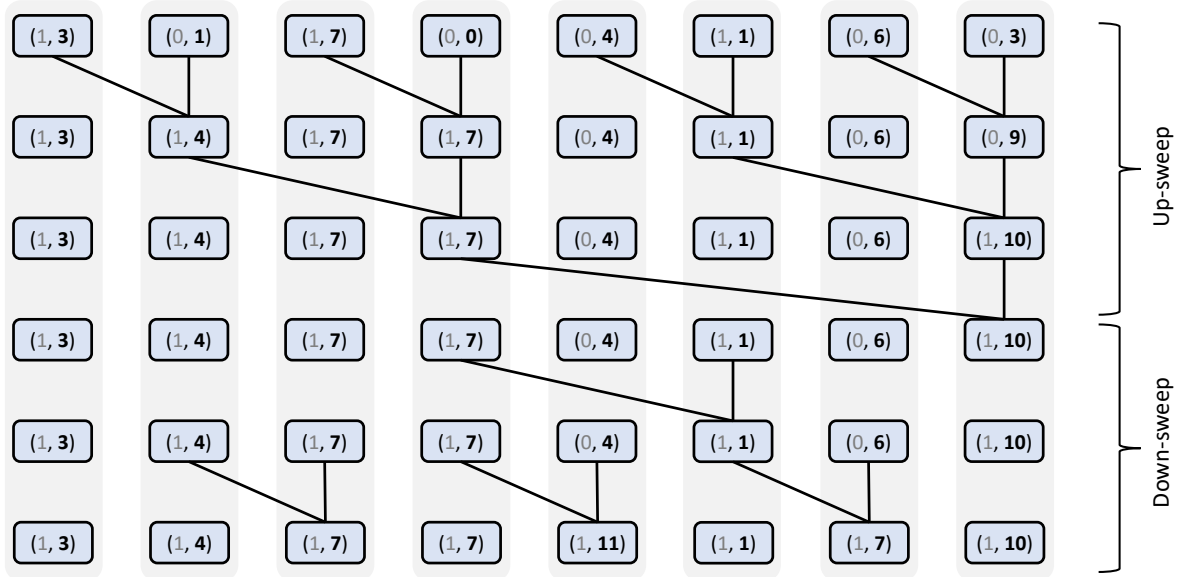 (1, 3) (0, 1) (1, 7) (0, 0) (0, 4) (1, 1) (0, 6) (0, 3)
(1, 3) (1, 4) (1, 7) (1, 7) (0, 4) (1, 1) (0, 6) (0, 9)
(1, 3) (1, 4) (1, 7) (1, 7) (0, 4) (1, 1) (0, 6) (1, 10)
Up-sweep
(1, 3) (1, 4) (1, 7) (1, 7) (0, 4) (1, 1) (0, 6) (1, 10)
(1, 3) (1, 4) (1, 7) (1, 7) (0, 4) (1, 1) (0, 6) (1, 10)
(1, 3) (1, 4) (1, 7) (1, 7) (1, 11) (1, 1) (1, 7) (1, 10)
Down-sweep